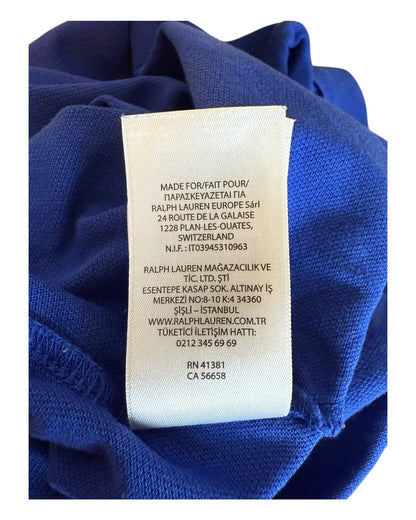 MADE FOR/FAIT POUR/
ΠΑΡΑΣΚΕΥΑΖΕΤΑΙ ΓΙΑ
RALPH LAUREN EUROPE Sárl
24 ROUTE DE LA GALAISE
1228 PLAN-LES-OUATES,
SWITZERLAND
N.I.F. : IT03945310963
RALPH LAUREN MAĞAZACILIK VE
TİC. LTD. ŞTİ
ESENTEPE KASAP SOK. ALTINAY İŞ
MERKEZİ NO:8-10 K:4 34360
ŞİŞLİ – İSTANBUL
WWW.RALPHLAUREN.COM.TR
TÜKETİCİ İLETİŞİM HATTI:
0212 345 69 69
RN 41381
CA 56658